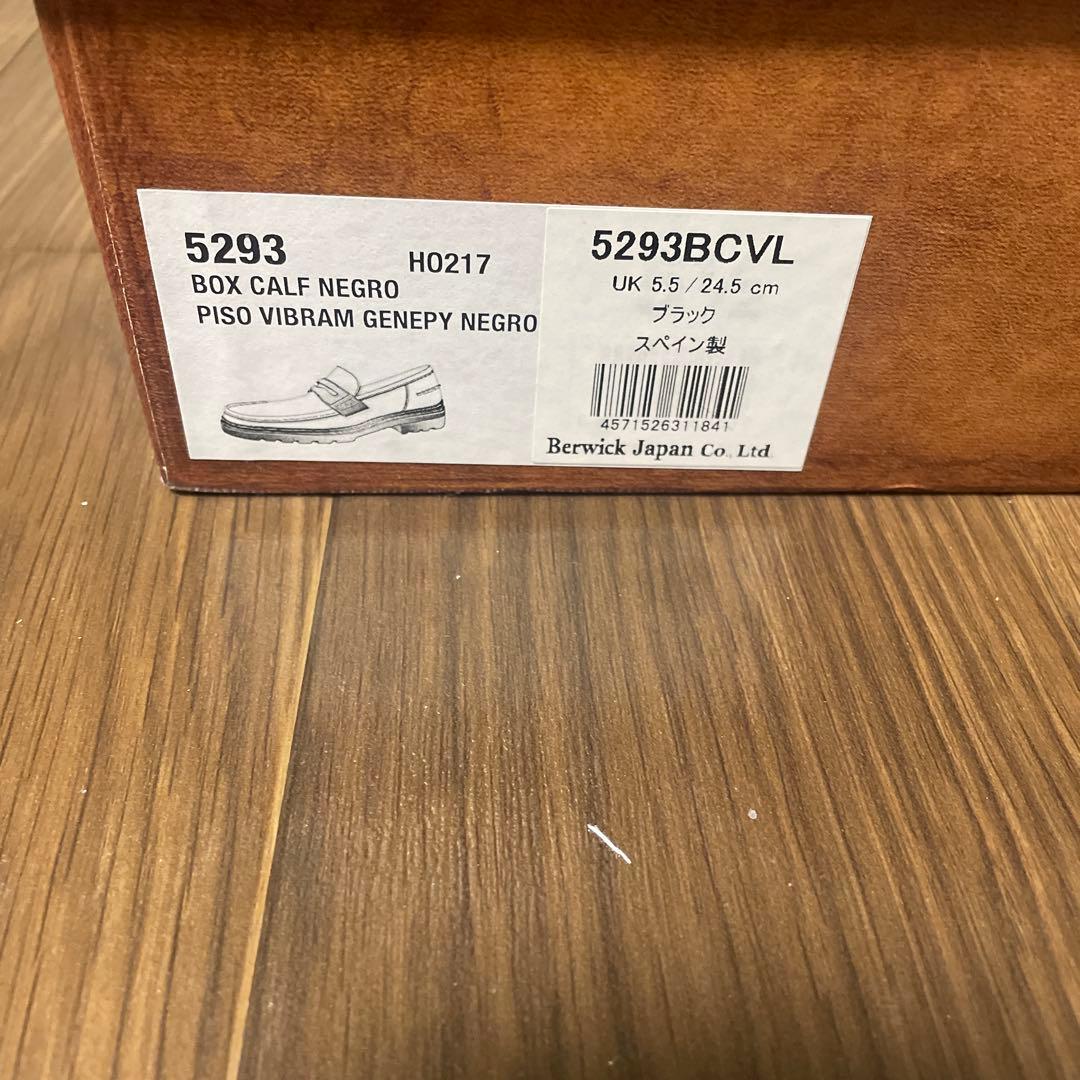 5293
H0217
BOX CALF NEGRO
PISO VIBRAM GENEPY NEGRO
5293BCVL
UK 5.5 / 24.5 cm
ブラック
スペイン製
4571526311841
Berwick Japan Co., Ltd.